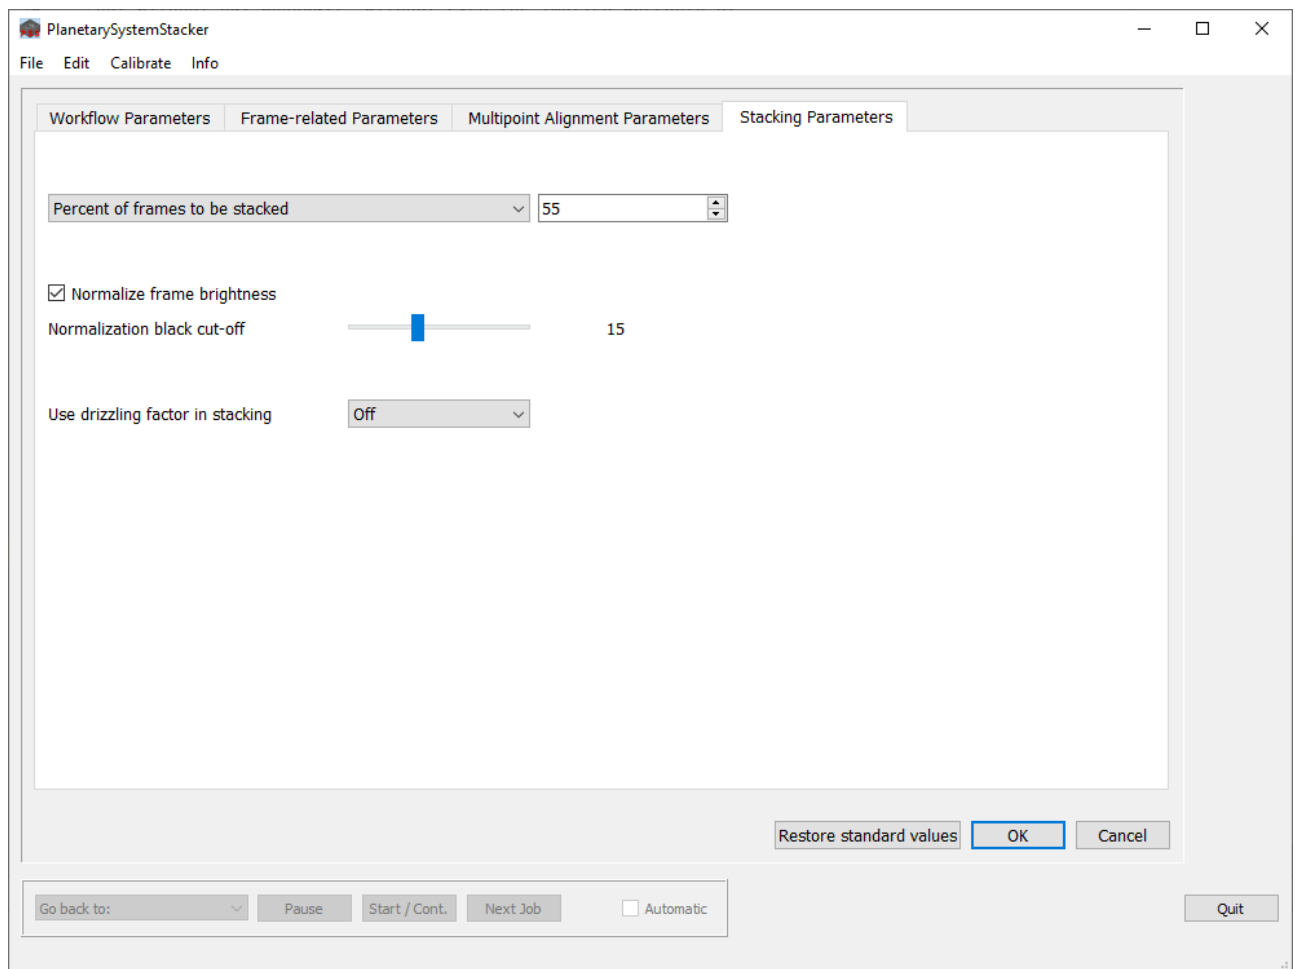 PlanetarySystemStacker
File Edit Calibrate Info
Workflow Parameters Frame-related Parameters Multipoint Alignment Parameters Stacking Parameters
Percent of frames to be stacked 55
Normalize frame brightness
Normalization black cut-off 15
Use drizzling factor in stacking Off
Restore standard values OK Cancel
Go back to: Pause Start / Cont. Next Job Automatic Quit